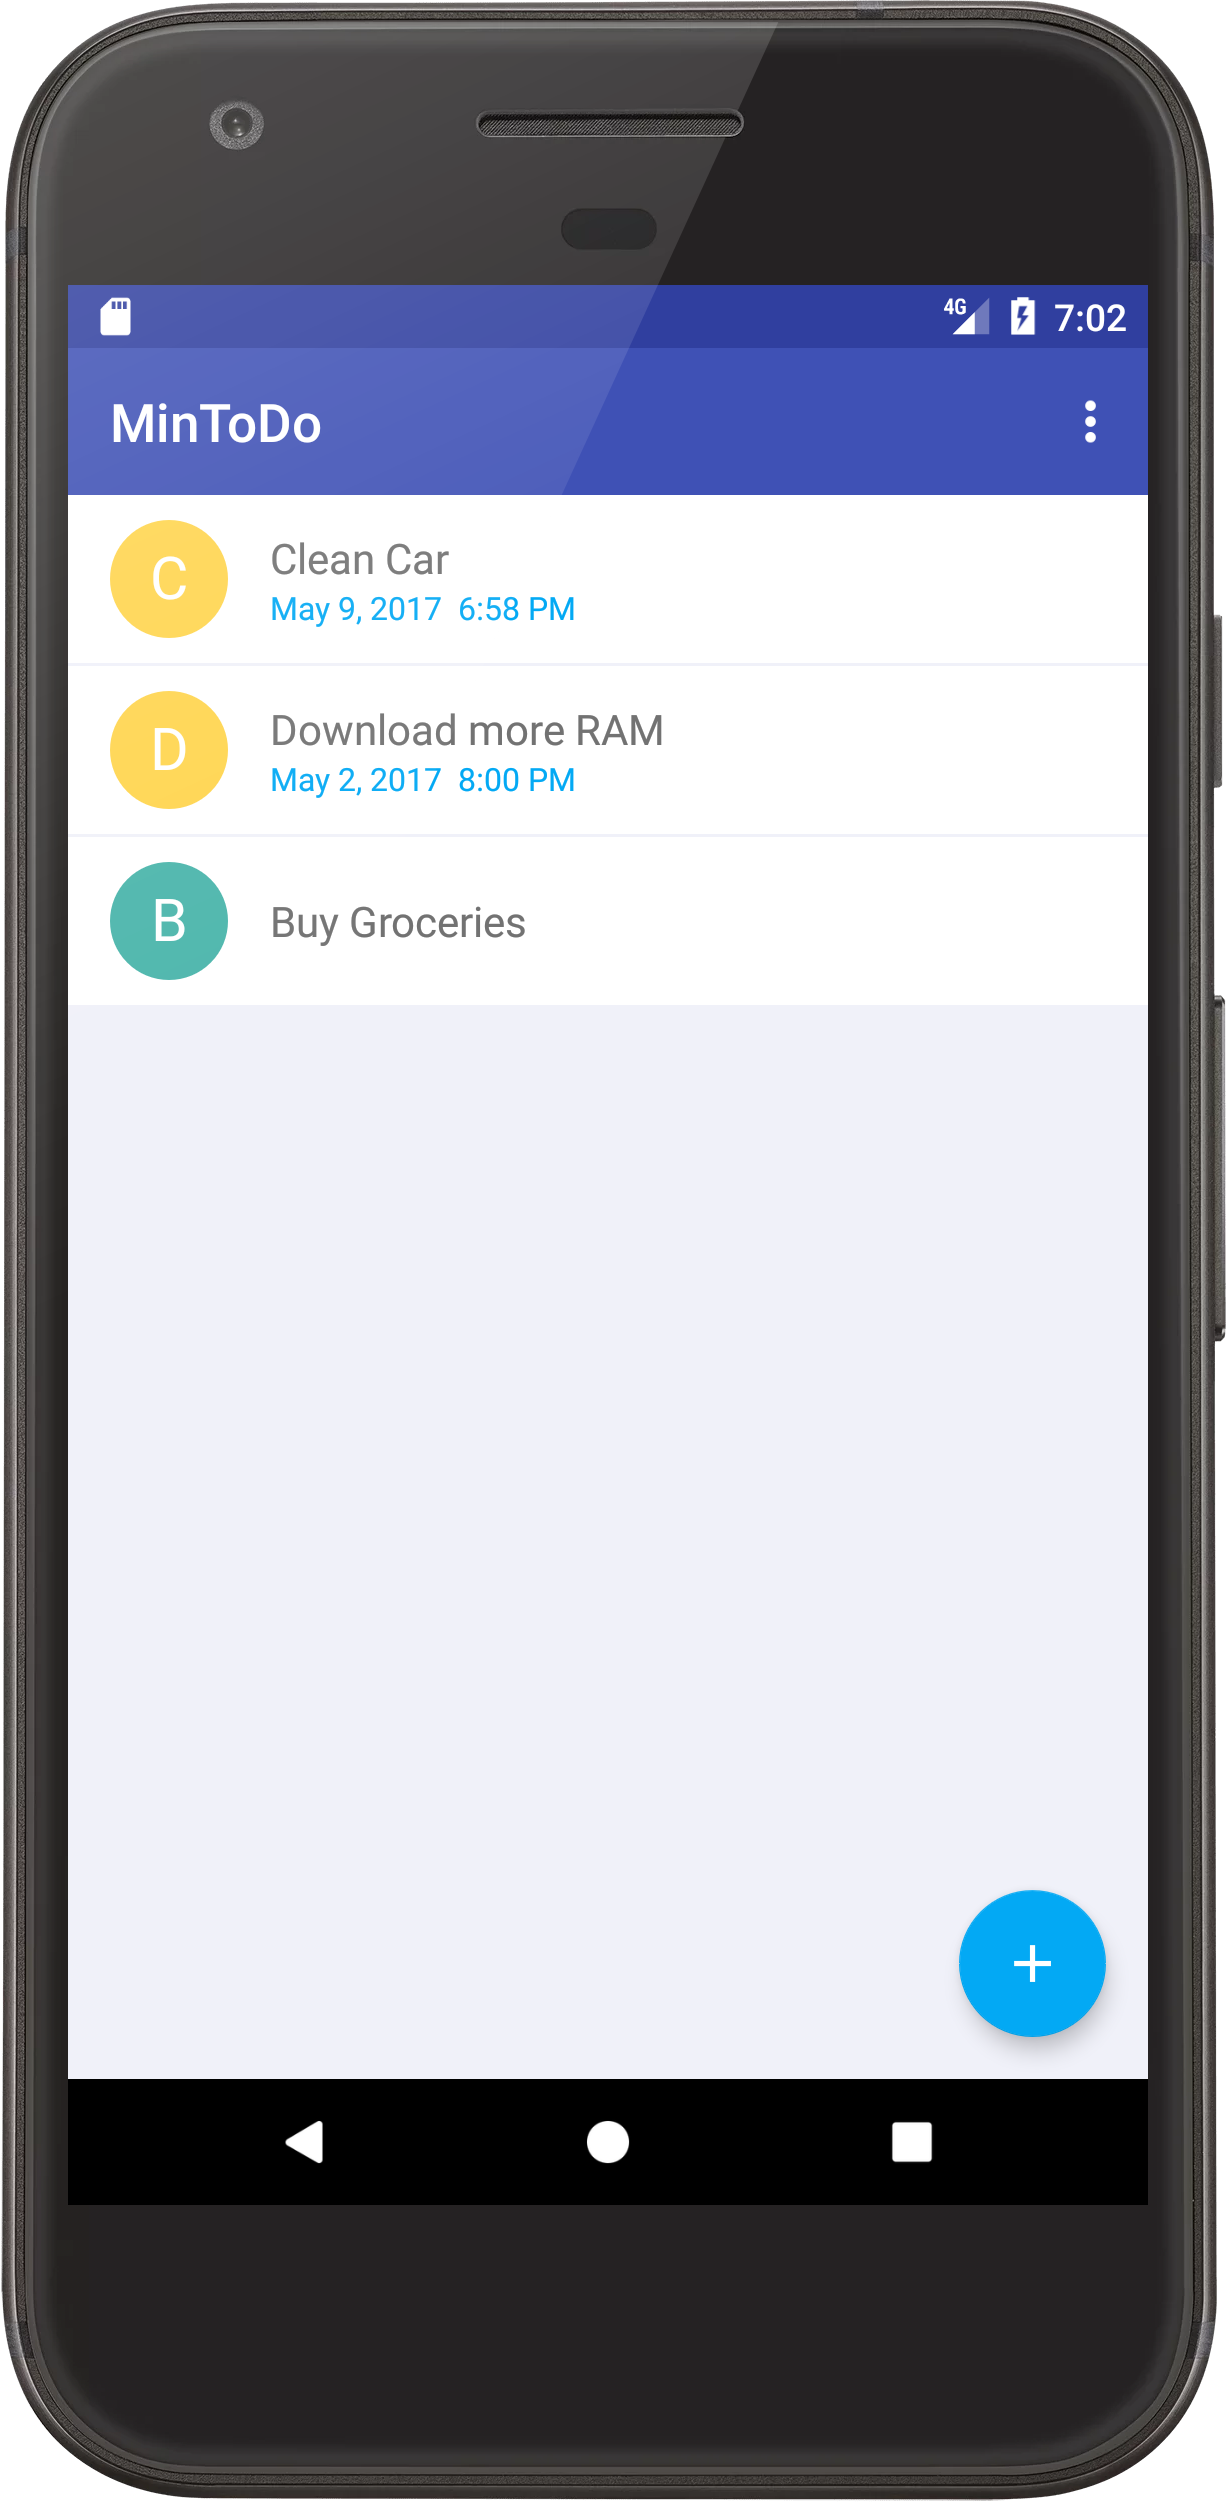 4G 7:02
MinToDo
C Clean Car
May 9, 2017 6:58 PM
D Download more RAM
May 2, 2017 8:00 PM
B Buy Groceries